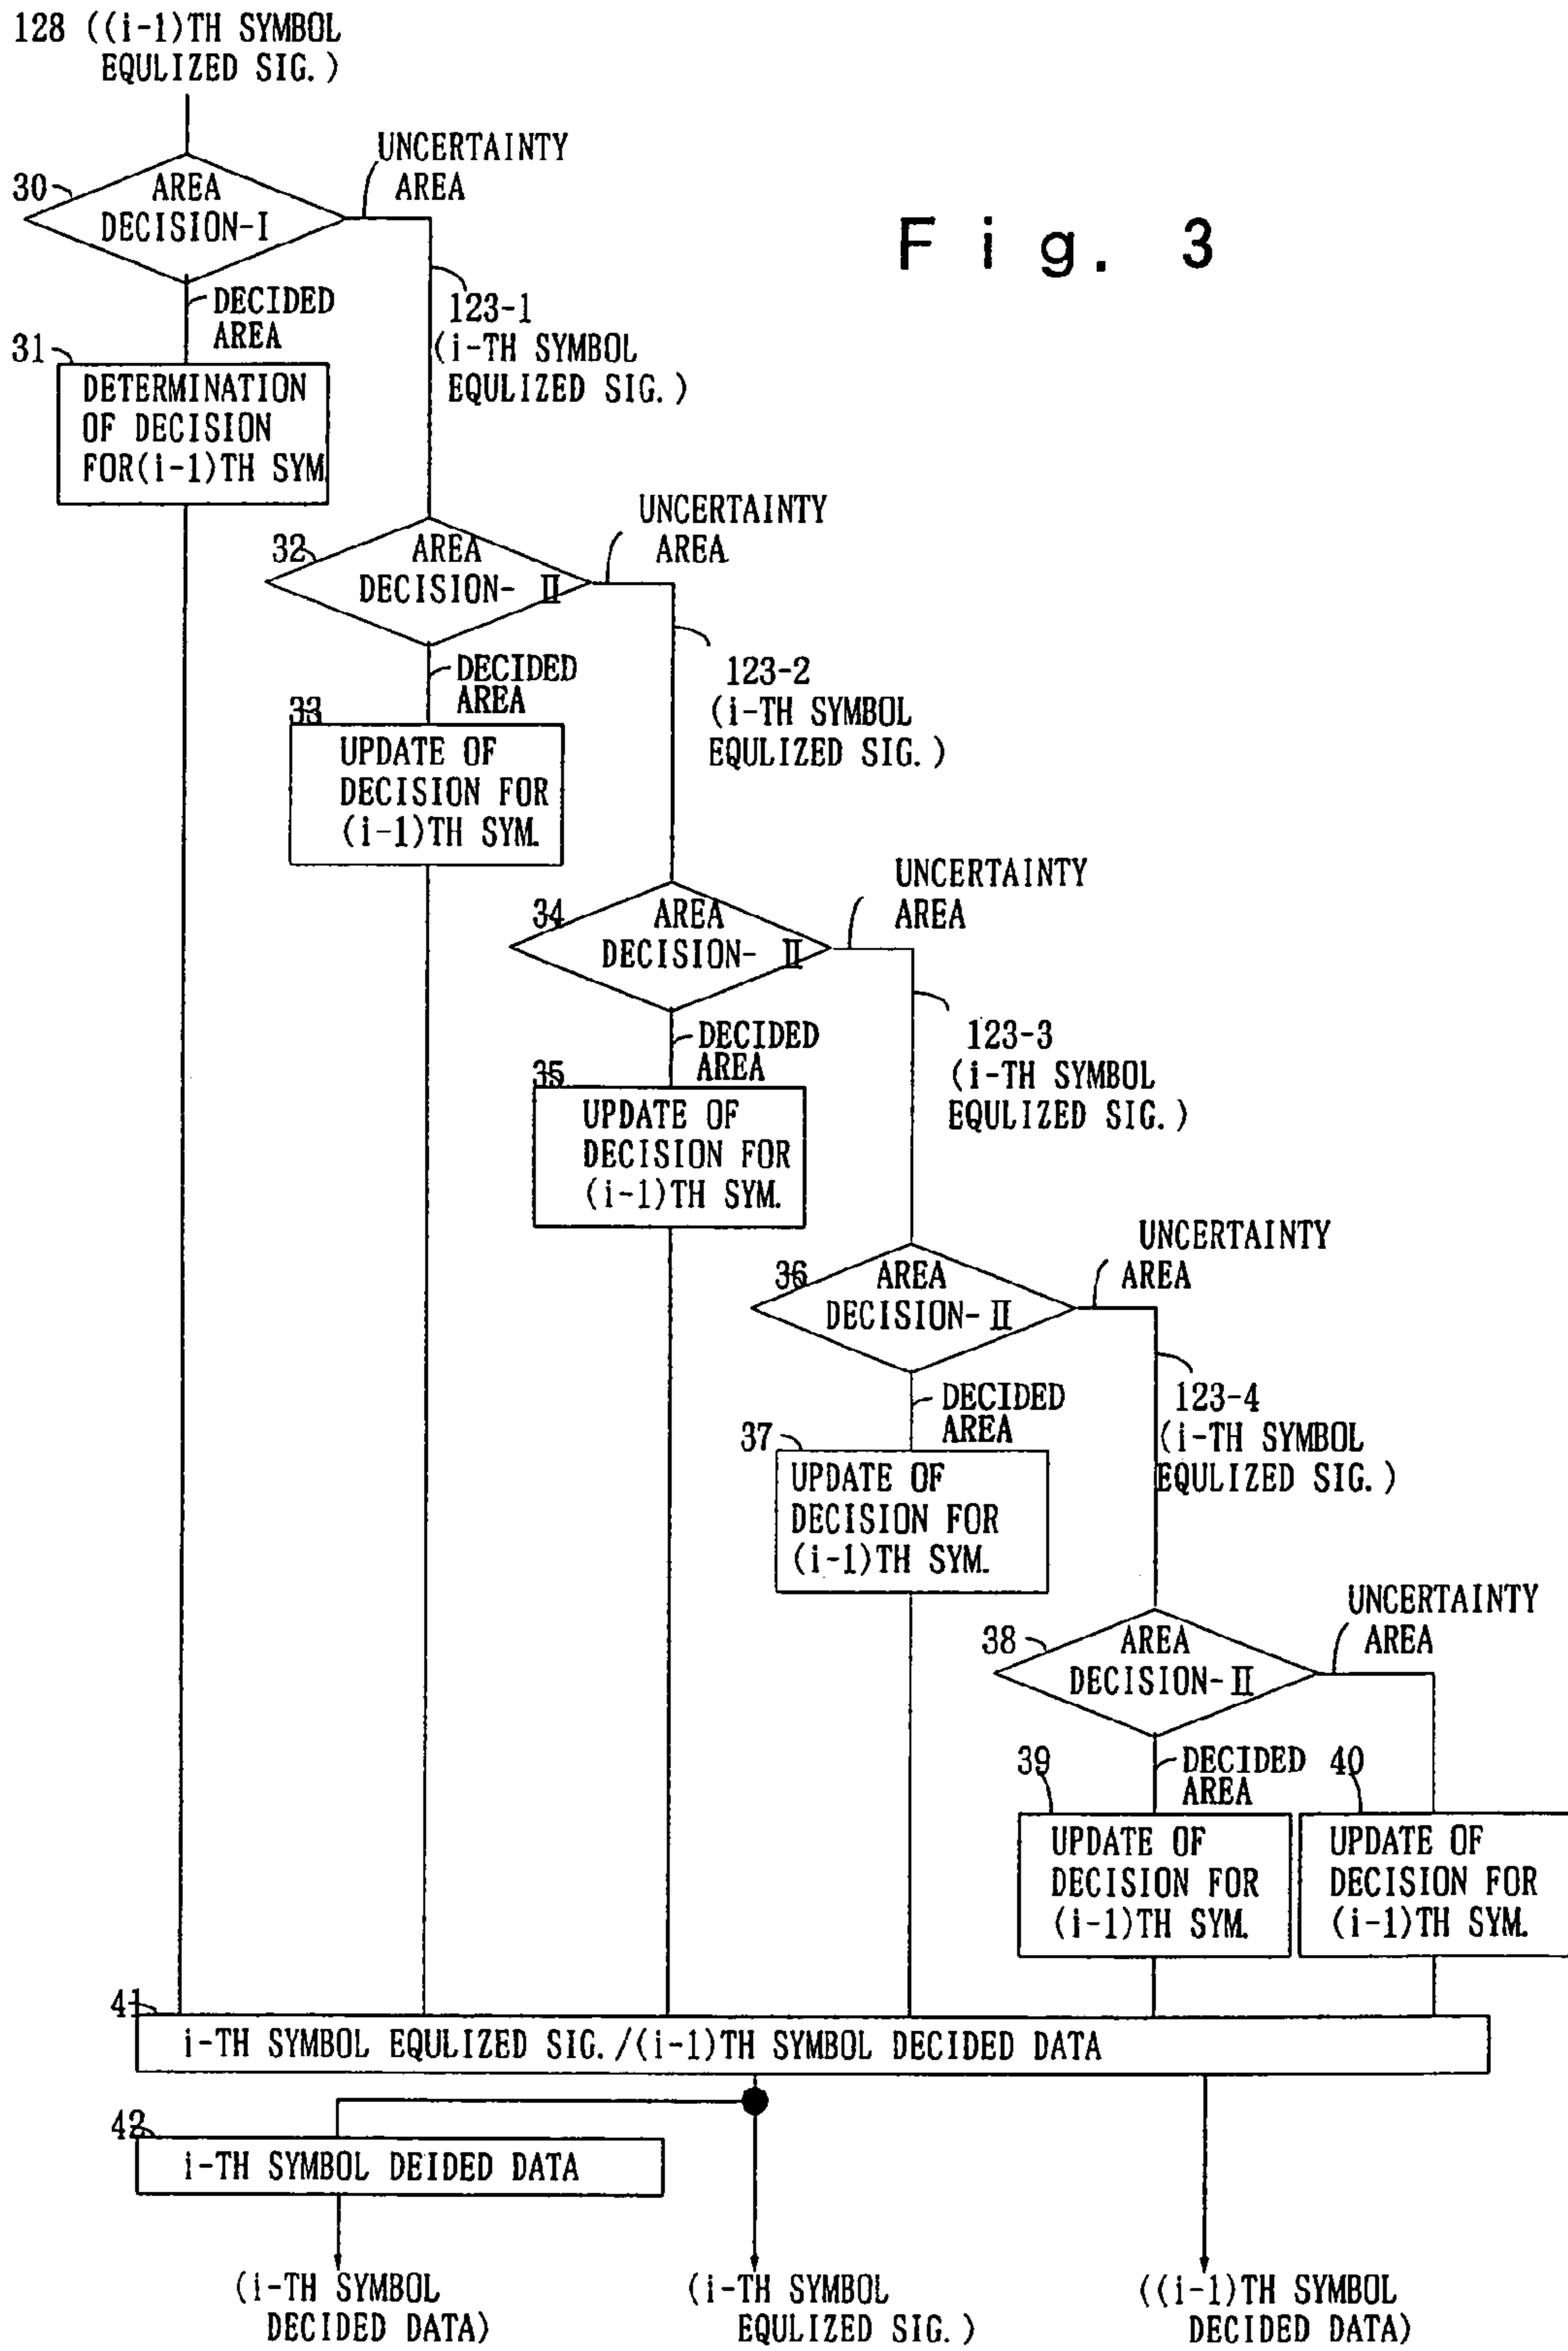 128 ((i-1)TH SYMBOL
EQULIZED SIG.)
UNCERTAINTY
AREA
30
AREA
DECISION-I
Fig. 3
DECIDED
AREA
123-1
(i-TH SYMBOL
EQULIZED SIG.)
31
DETERMINATION
OF DECISION
FOR(i-1)TH SYM
UNCERTAINTY
AREA
32
AREA
DECISION- II
DECIDED
AREA
123-2
(i-TH SYMBOL
EQULIZED SIG.)
33
UPDATE OF
DECISION FOR
(i-1)TH SYM.
UNCERTAINTY
AREA
34
AREA
DECISION- II
DECIDED
AREA
123-3
(i-TH SYMBOL
EQULIZED SIG.)
35
UPDATE OF
DECISION FOR
(i-1)TH SYM.
UNCERTAINTY
AREA
36
AREA
DECISION- II
DECIDED
AREA
123-4
(i-TH SYMBOL
EQULIZED SIG.)
37
UPDATE OF
DECISION FOR
(i-1)TH SYM.
UNCERTAINTY
AREA
38
AREA
DECISION- II
DECIDED
AREA
39
UPDATE OF
DECISION FOR
(i-1)TH SYM.
40
UPDATE OF
DECISION FOR
(i-1)TH SYM.
41
i-TH SYMBOL EQULIZED SIG./(i-1)TH SYMBOL DECIDED DATA
42
i-TH SYMBOL DEIDED DATA
(i-TH SYMBOL
DECIDED DATA)
(i-TH SYMBOL
EQULIZED SIG.)
((i-1)TH SYMBOL
DECIDED DATA)